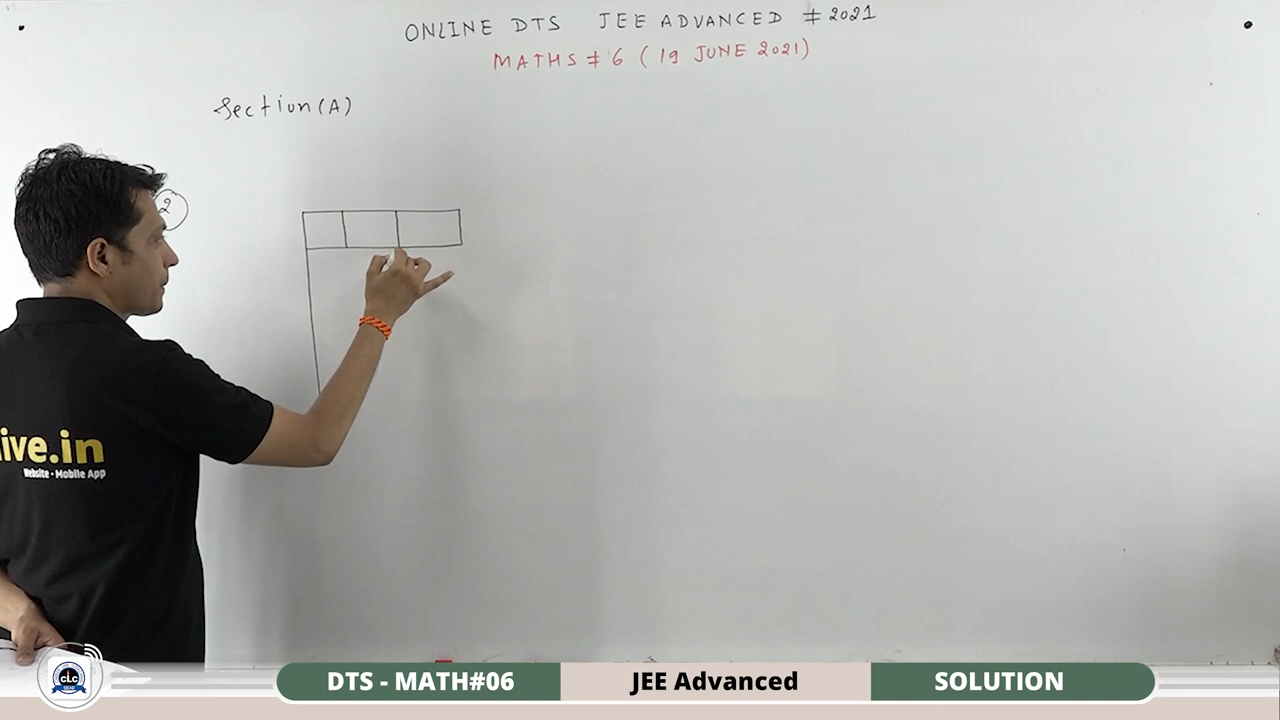 ONLINE DTS JEE ADVANCED # 2021
MATHS # 6 ( 19 JUNE 2021)
Section (A)
2
ive.in
Website · Mobile App
CLC
DTS - MATH#06
JEE Advanced
SOLUTION